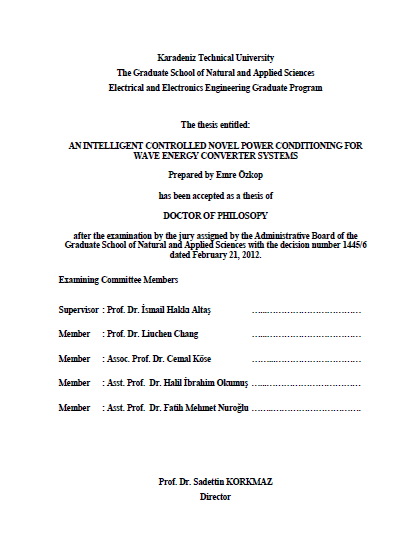 Karadeniz Technical University
The Graduate School of Natural and Applied Sciences
Electrical and Electronics Engineering Graduate Program
The thesis entitled:
AN INTELLIGENT CONTROLLED NOVEL POWER CONDITIONING FOR
WAVE ENERGY CONVERTER SYSTEMS
Prepared by Emre Özkop
has been accepted as a thesis of
DOCTOR OF PHILOSOPY
after the examination by the jury assigned by the Administrative Board of the
Graduate School of Natural and Applied Sciences with the decision number 1445/6
dated February 21, 2012.
Examining Committee Members
Supervisor : Prof. Dr. İsmail Hakkı Altaş …...……………………………
Member : Prof. Dr. Liuchen Chang …...……………………………
Member : Assoc. Prof. Dr. Cemal Köse ……...…………………………
Member : Asst. Prof. Dr. Halil İbrahim Okumuş …...……………………………
Member : Asst. Prof. Dr. Fatih Mehmet Nuroğlu …….…………………………….
Prof. Dr. Sadettin KORKMAZ
Director